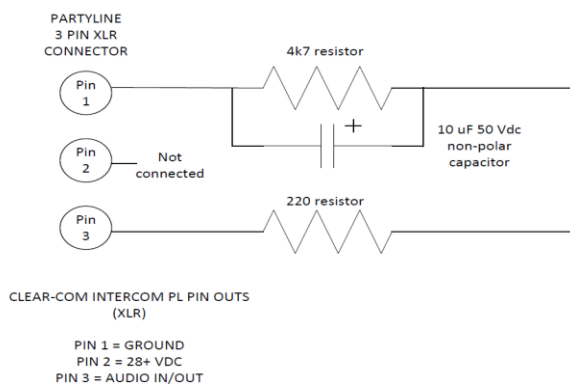 PARTYLINE
3 PIN XLR
CONNECTOR
4k7 resistor
Pin
1
+
10 uF 50 Vdc
non-polar
capacitor
Pin
2
Not
connected
220 resistor
Pin
3
CLEAR-COM INTERCOM PL PIN OUTS
(XLR)
PIN 1 = GROUND
PIN 2 = 28+ VDC
PIN 3 = AUDIO IN/OUT